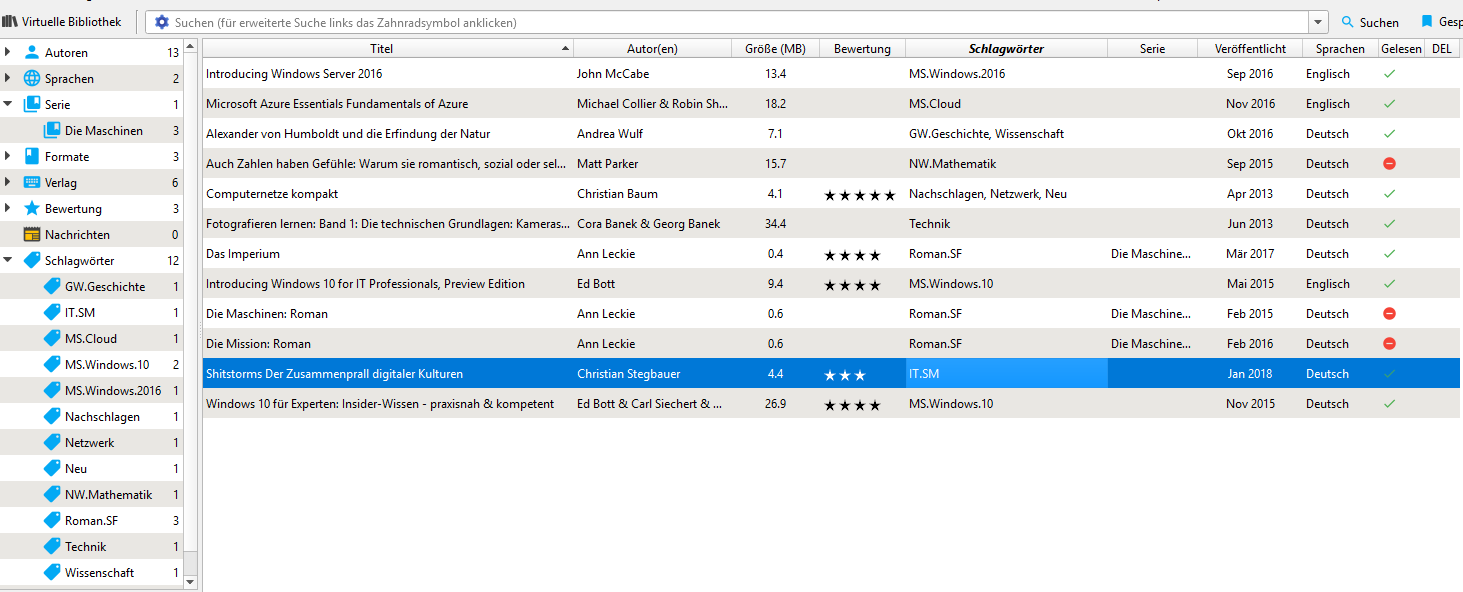 Virtuelle Bibliothek Suchen (für erweiterte Suche links das Zahnradsymbol anklicken) Suchen Gesp
Autoren 13
Sprachen 2
Serie 1
Die Maschinen 3
Formate 3
Verlag 6
Bewertung 3
Nachrichten 0
Schlagwörter 12
GW.Geschichte 1
IT.SM 1
MS.Cloud 1
MS.Windows.10 2
MS.Windows.2016 1
Nachschlagen 1
Netzwerk 1
Neu 1
NW.Mathematik 1
Roman.SF 3
Technik 1
Wissenschaft 1
Titel Autor(en) Größe (MB) Bewertung Schlagwörter Serie Veröffentlicht Sprachen Gelesen DEL
Introducing Windows Server 2016 John McCabe 13.4 MS.Windows.2016 Sep 2016 Englisch
Microsoft Azure Essentials Fundamentals of Azure Michael Collier & Robin Sh... 18.2 MS.Cloud Nov 2016 Englisch
Alexander von Humboldt und die Erfindung der Natur Andrea Wulf 7.1 GW.Geschichte, Wissenschaft Okt 2016 Deutsch
Auch Zahlen haben Gefühle: Warum sie romantisch, sozial oder sel... Matt Parker 15.7 NW.Mathematik Sep 2015 Deutsch
Computernetze kompakt Christian Baum 4.1 ★★★★★ Nachschlagen, Netzwerk, Neu Apr 2013 Deutsch
Fotografieren lernen: Band 1: Die technischen Grundlagen: Kameras... Cora Banek & Georg Banek 34.4 Technik Jun 2013 Deutsch
Das Imperium Ann Leckie 0.4 ★★★★ Roman.SF Die Maschine... Mär 2017 Deutsch
Introducing Windows 10 for IT Professionals, Preview Edition Ed Bott 9.4 ★★★★ MS.Windows.10 Mai 2015 Englisch
Die Maschinen: Roman Ann Leckie 0.6 Roman.SF Die Maschine... Feb 2015 Deutsch
Die Mission: Roman Ann Leckie 0.6 Roman.SF Die Maschine... Feb 2016 Deutsch
Shitstorms Der Zusammenprall digitaler Kulturen Christian Stegbauer 4.4 ★★★ IT.SM Jan 2018 Deutsch
Windows 10 für Experten: Insider-Wissen - praxisnah & kompetent Ed Bott & Carl Siechert & ... 26.9 ★★★★ MS.Windows.10 Nov 2015 Deutsch